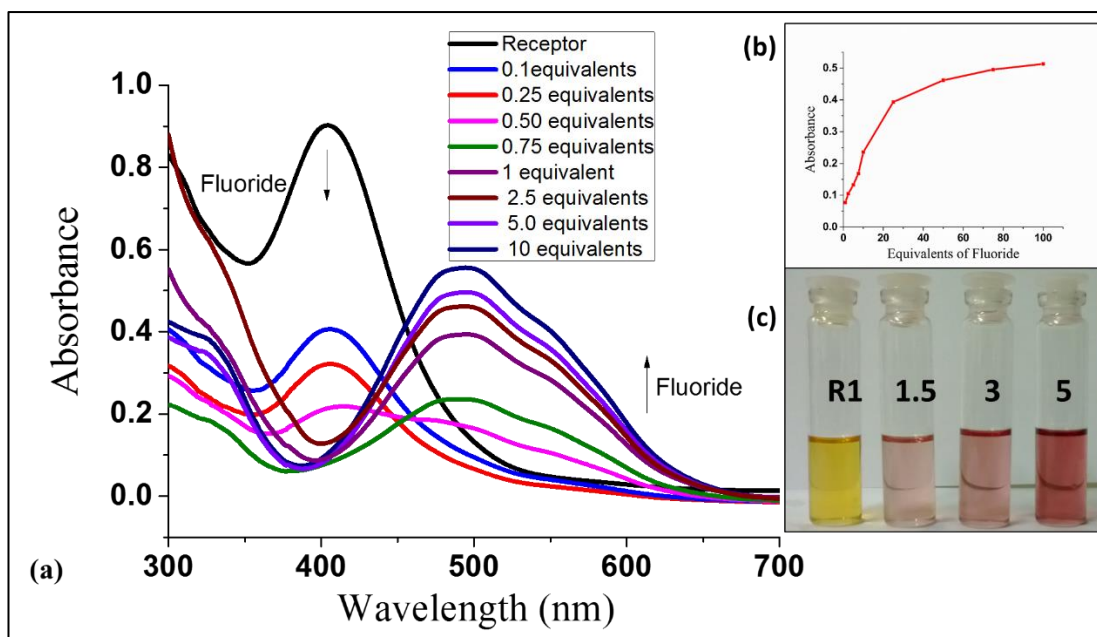 Receptor
0.1equivalents
0.25 equivalents
0.50 equivalents
0.75 equivalents
1 equivalent
2.5 equivalents
5.0 equivalents
10 equivalents
Fluoride
Fluoride
1.0
0.8
0.6
0.4
0.2
0.0
Absorbance
300
400
500
600
700
Wavelength (nm)
(a)
(b)
0.5
0.4
0.3
0.2
0.1
0.0
Absorbance
0
20
40
60
80
100
Equivalents of Fluoride
(c)
R1
1.5
3
5